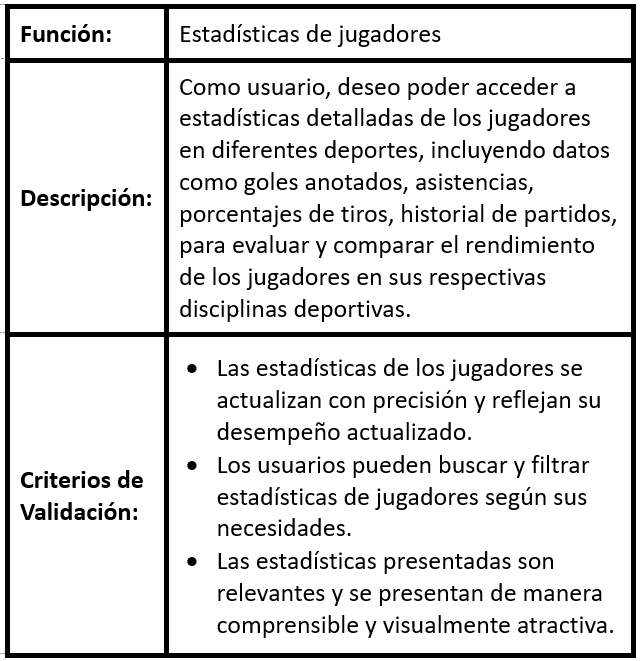 Función:
Estadísticas de jugadores
Descripción:
Como usuario, deseo poder acceder a
estadísticas detalladas de los jugadores
en diferentes deportes, incluyendo datos
como goles anotados, asistencias,
porcentajes de tiros, historial de partidos,
para evaluar y comparar el rendimiento
de los jugadores en sus respectivas
disciplinas deportivas.
Criterios de
Validación:
• Las estadísticas de los jugadores se
actualizan con precisión y reflejan su
desempeño actualizado.
• Los usuarios pueden buscar y filtrar
estadísticas de jugadores según sus
necesidades.
• Las estadísticas presentadas son
relevantes y se presentan de manera
comprensible y visualmente atractiva.